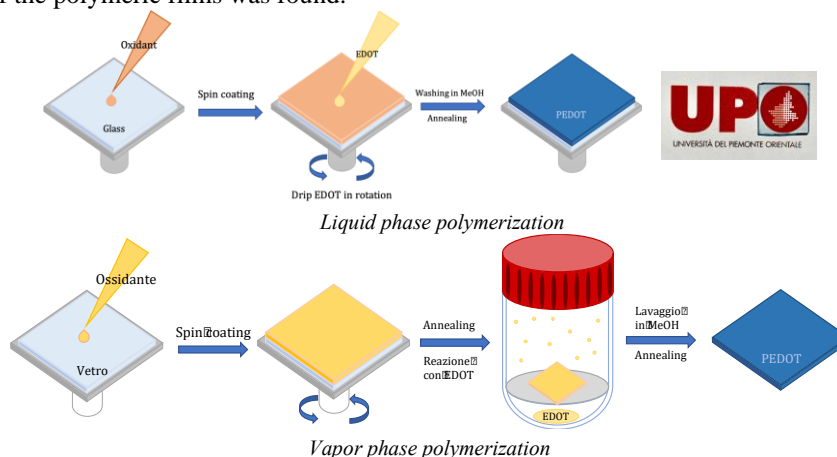 the polymeric films was found.
Oxidant
EDOT
Spin coating
Washing in MeOH
Annealing
Glass
PEDOT
Drip EDOT in rotation
UPO
UNIVERSITÀ DEL PIEMONTE ORIENTALE
Liquid phase polymerization
Ossidante
Spin coating
Annealing
Reazione
con EDOT
Lavaggio
in MeOH
Annealing
Vetro
PEDOT
EDOT
Vapor phase polymerization